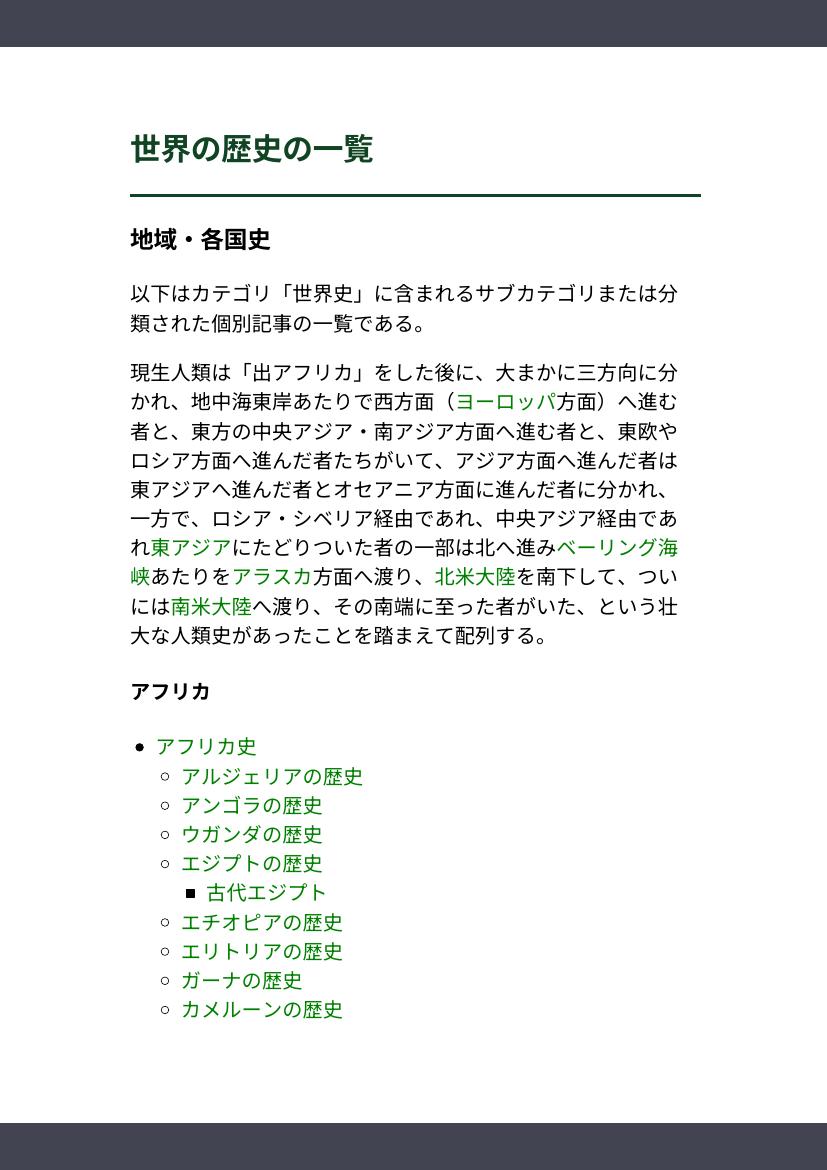 世界の歴史の一覧
地域・各国史
以下はカテゴリ「世界史」に含まれるサブカテゴリまたは分
類された個別記事の一覧である。
現生人類は「出アフリカ」をした後に、大まかに三方向に分
かれ、地中海東岸あたりで西方面（ヨーロッパ方面）へ進む
者と、東方の中央アジア・南アジア方面へ進む者と、東欧や
ロシア方面へ進んだ者たちがいて、アジア方面へ進んだ者は
東アジアへ進んだ者とオセアニア方面に進んだ者に分かれ、
一方で、ロシア・シベリア経由であれ、中央アジア経由であ
れ東アジアにたどりついた者の一部は北へ進みベーリング海
峡あたりをアラスカ方面へ渡り、北米大陸を南下して、つい
には南米大陸へ渡り、その南端に至った者がいた、という壮
大な人類史があったことを踏まえて配列する。
アフリカ
アフリカ史
アルジェリアの歴史
アンゴラの歴史
ウガンダの歴史
エジプトの歴史
古代エジプト
エチオピアの歴史
エリトリアの歴史
ガーナの歴史
カメルーンの歴史